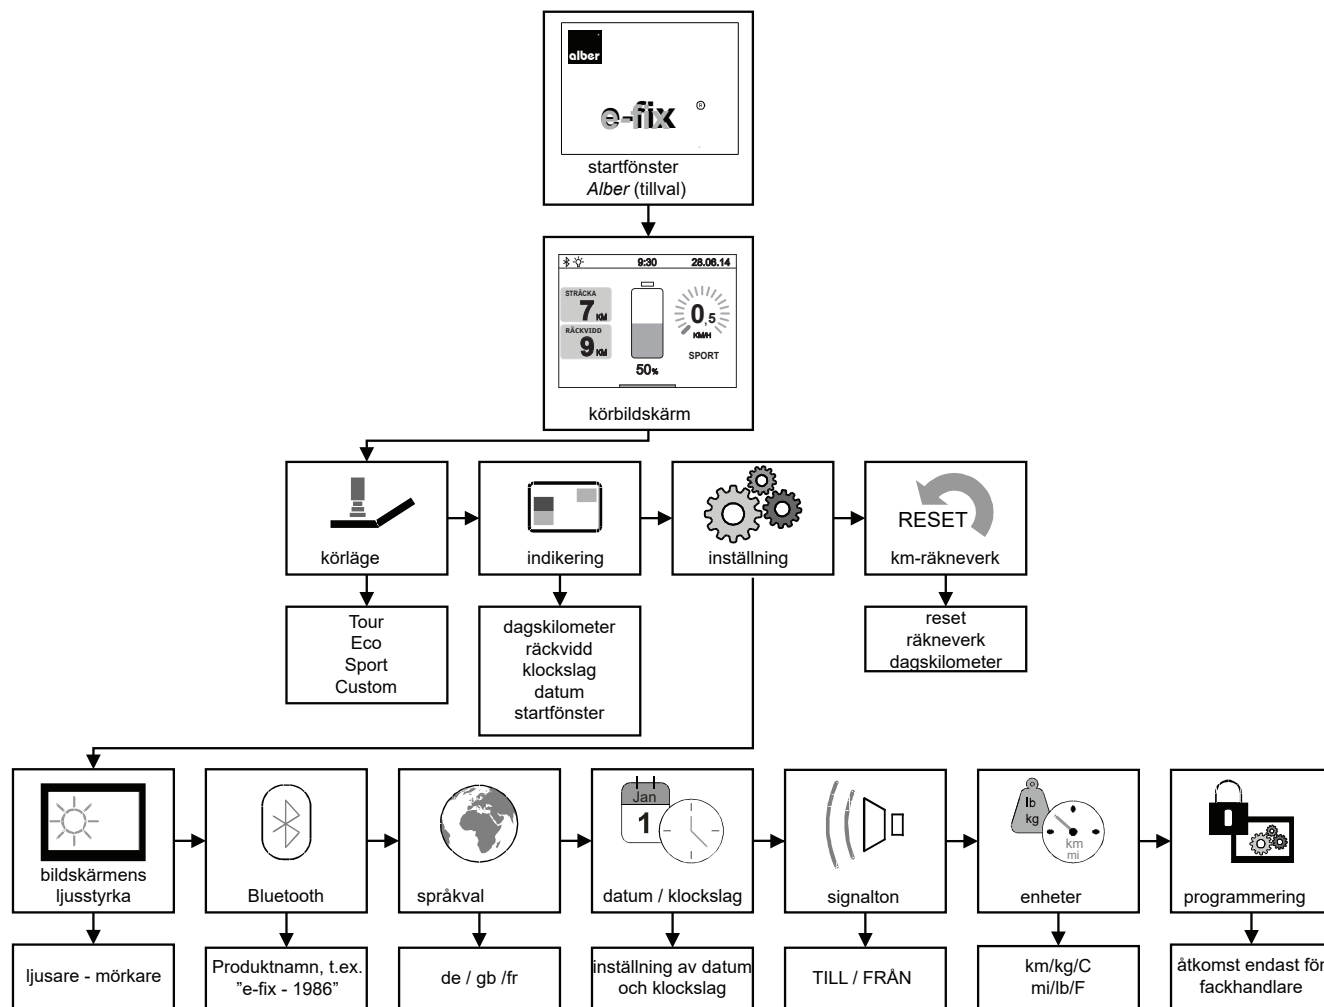 alber
e-fix ®
startfönster
Alber (tillval)
9:30 28.06.14
STRÄCKA
7 KM
RÄCKVIDD
9 KM
50%
0,5
KM/H
SPORT
körbildskärm
körläge
indikering
inställning
RESET
km-räkneverk
Tour
Eco
Sport
Custom
dagskilometer
räckvidd
klockslag
datum
startfönster
reset
räkneverk
dagskilometer
bildskärmens
ljusstyrka
Bluetooth
språkval
Jan
1
datum / klockslag
signalton
lb
kg
km
mi
enheter
programmering
ljusare - mörkare
Produktnamn, t.ex.
”e-fix - 1986”
de / gb /fr
inställning av datum
och klockslag
TILL / FRÅN
km/kg/C
mi/lb/F
åtkomst endast för
fackhandlare